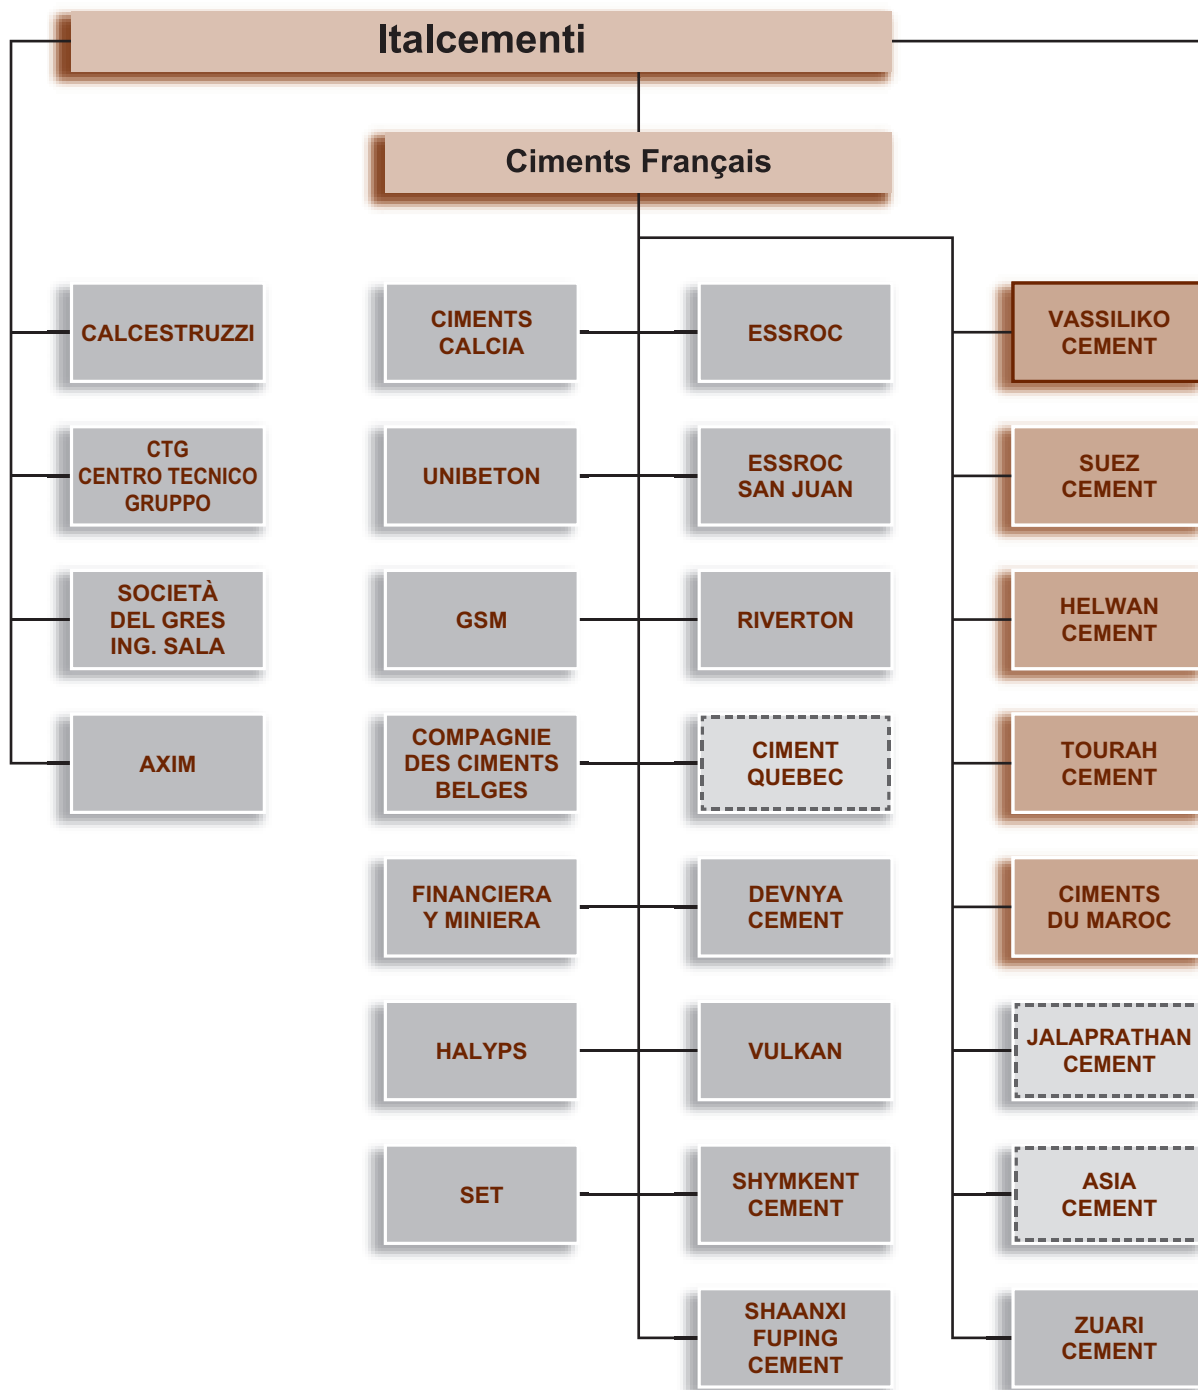 Italcementi
Ciments Français
CALCESTRUZZI
CTG
CENTRO TECNICO
GRUPPO
SOCIETÀ
DEL GRES
ING. SALA
AXIM
CIMENTS
CALCIA
UNIBETON
GSM
COMPAGNIE
DES CIMENTS
BELGES
FINANCIERA
Y MINIERA
HALYPS
SET
ESSROC
ESSROC
SAN JUAN
RIVERTON
CIMENT
QUEBEC
DEVNYA
CEMENT
VULKAN
SHYMKENT
CEMENT
SHAANXI
FUPING
CEMENT
VASSILIKO
CEMENT
SUEZ
CEMENT
HELWAN
CEMENT
TOURAH
CEMENT
CIMENTS
DU MAROC
JALAPRATHAN
CEMENT
ASIA
CEMENT
ZUARI
CEMENT